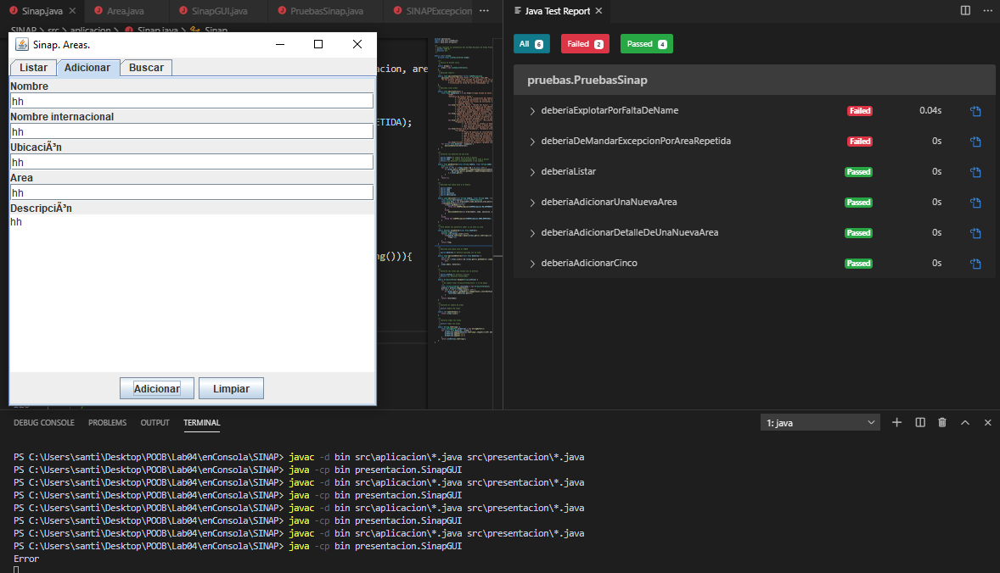 Sinap.java
Area.java
SinapGUI.java
PruebasSinap.java
SINAPExcepcion
Java Test Report
SINAP > src > aplicacion > Sinap.java > Sinap
Sinap. Areas.
Listar
Adicionar
Buscar
Nombre
hh
Nombre internacional
hh
UbicaciÃ³n
hh
Area
hh
DescripciÃ³n
hh
Adicionar
Limpiar
acion, are
ETIDA);
ng())){
All 6
Failed 2
Passed 4
pruebas.PruebasSinap
deberiaExplotarPorFaltaDeName Failed 0.04s
deberiaDeMandarExcepcionPorAreaRepetida Failed 0s
deberiaListar Passed 0s
deberiaAdicionarUnaNuevaArea Passed 0s
deberiaAdicionarDetalleDeUnaNuevaArea Passed 0s
deberiaAdicionarCinco Passed 0s
DEBUG CONSOLE PROBLEMS OUTPUT TERMINAL
1: java
PS C:\Users\santi\Desktop\POOB\Lab04\enConsola\SINAP> javac -d bin src\aplicacion\*.java src\presentacion\*.java
PS C:\Users\santi\Desktop\POOB\Lab04\enConsola\SINAP> java -cp bin presentacion.SinapGUI
PS C:\Users\santi\Desktop\POOB\Lab04\enConsola\SINAP> javac -d bin src\aplicacion\*.java src\presentacion\*.java
PS C:\Users\santi\Desktop\POOB\Lab04\enConsola\SINAP> java -cp bin presentacion.SinapGUI
PS C:\Users\santi\Desktop\POOB\Lab04\enConsola\SINAP> javac -d bin src\aplicacion\*.java src\presentacion\*.java
PS C:\Users\santi\Desktop\POOB\Lab04\enConsola\SINAP> java -cp bin presentacion.SinapGUI
PS C:\Users\santi\Desktop\POOB\Lab04\enConsola\SINAP> javac -d bin src\aplicacion\*.java src\presentacion\*.java
PS C:\Users\santi\Desktop\POOB\Lab04\enConsola\SINAP> java -cp bin presentacion.SinapGUI
Error